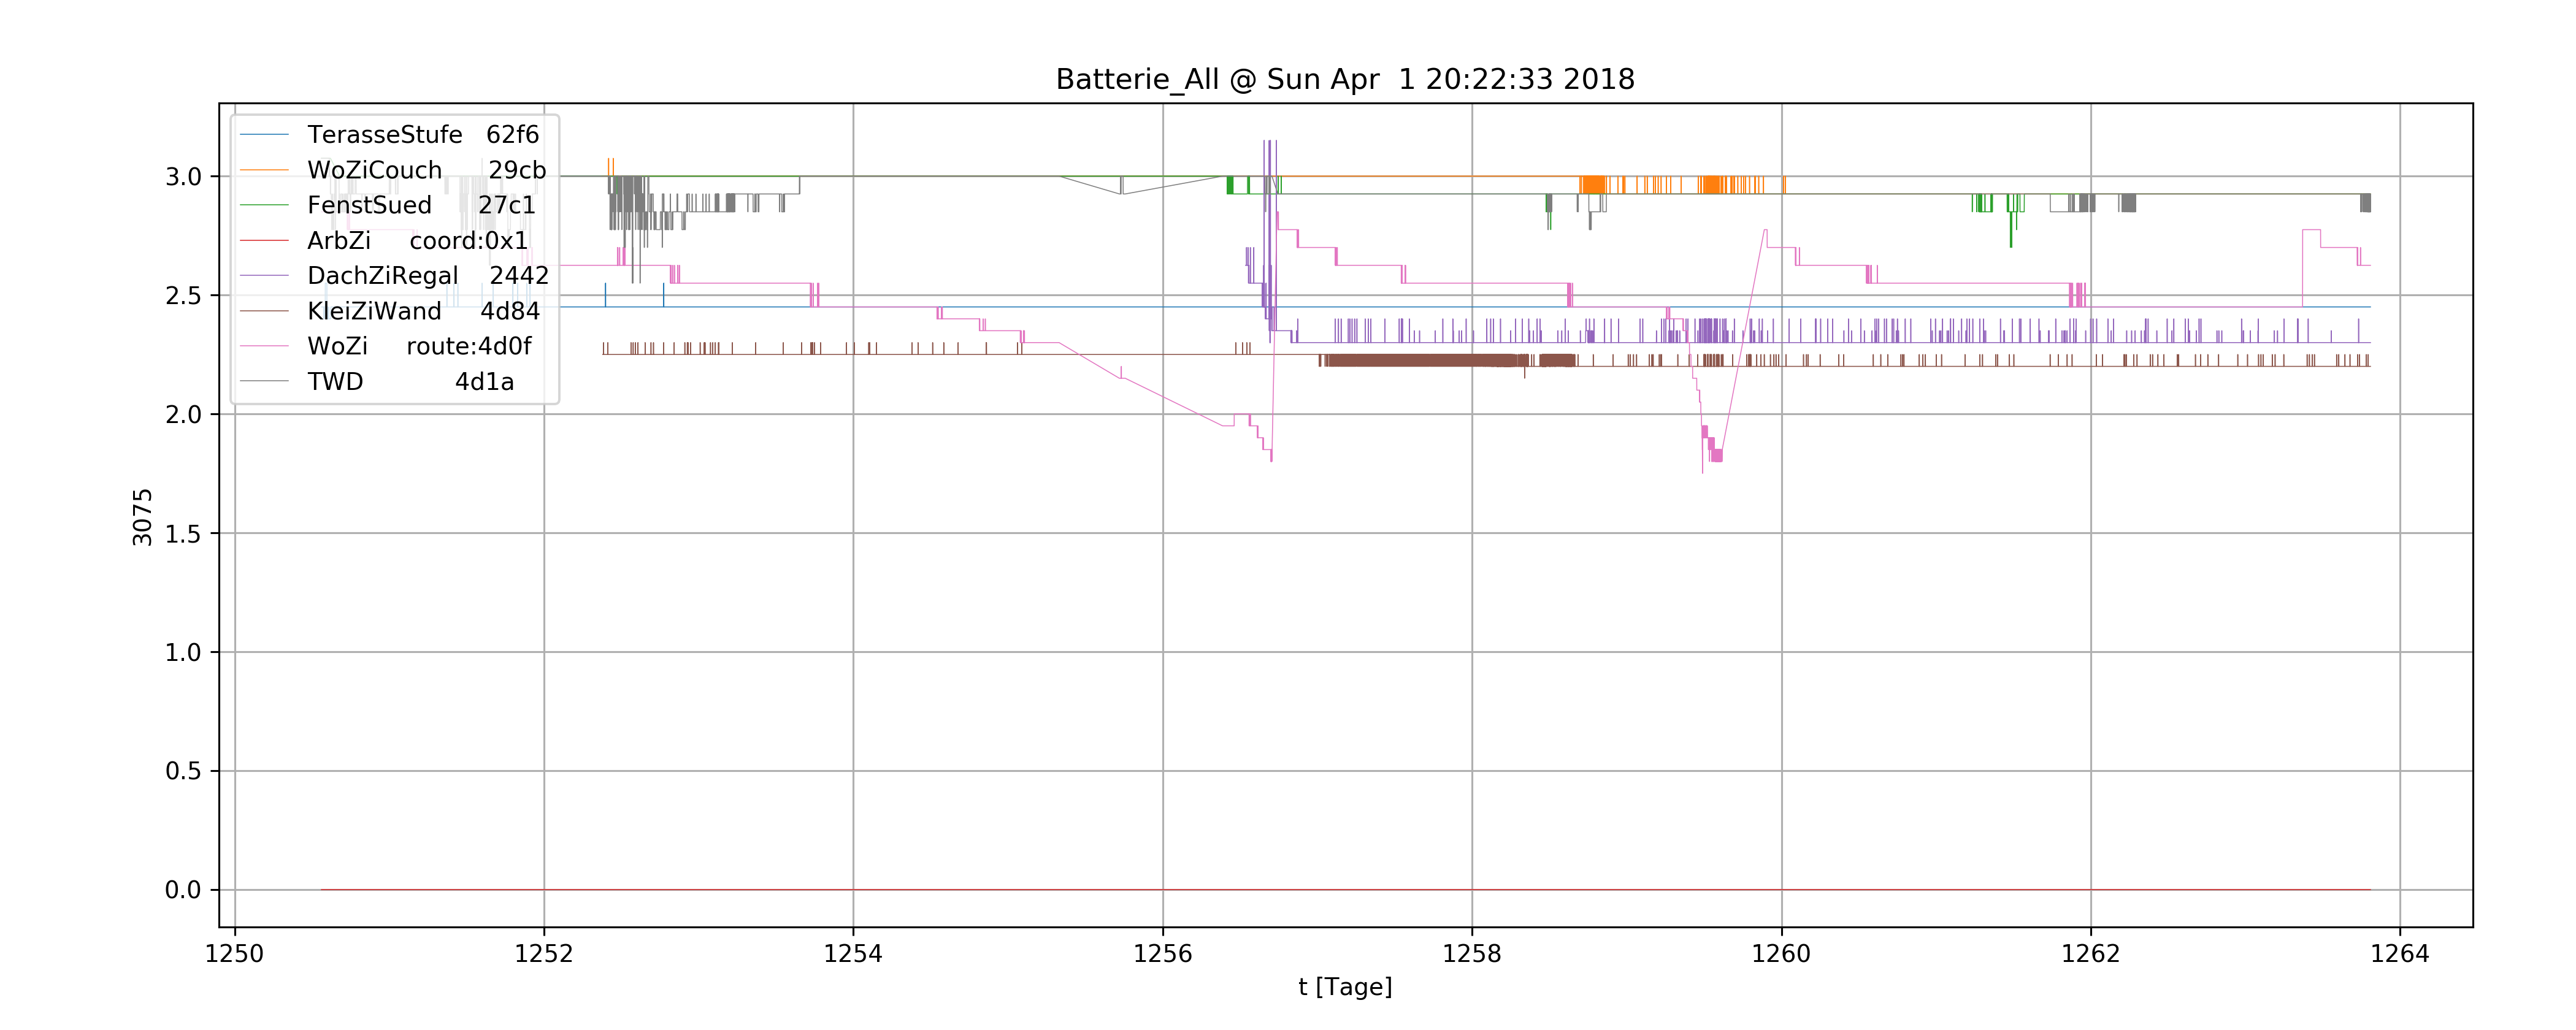 Batterie_All @ Sun Apr  1 20:22:33 2018
TerasseStufe   62f6
WoZiCouch      29cb
FenstSued      27c1
ArbZi     coord:0x1
DachZiRegal    2442
KleiZiWand     4d84
WoZi     route:4d0f
TWD            4d1a
3.0
2.5
2.0
1.5
1.0
0.5
0.0
3075
1250 1252 1254 1256 1258 1260 1262 1264
t [Tage]